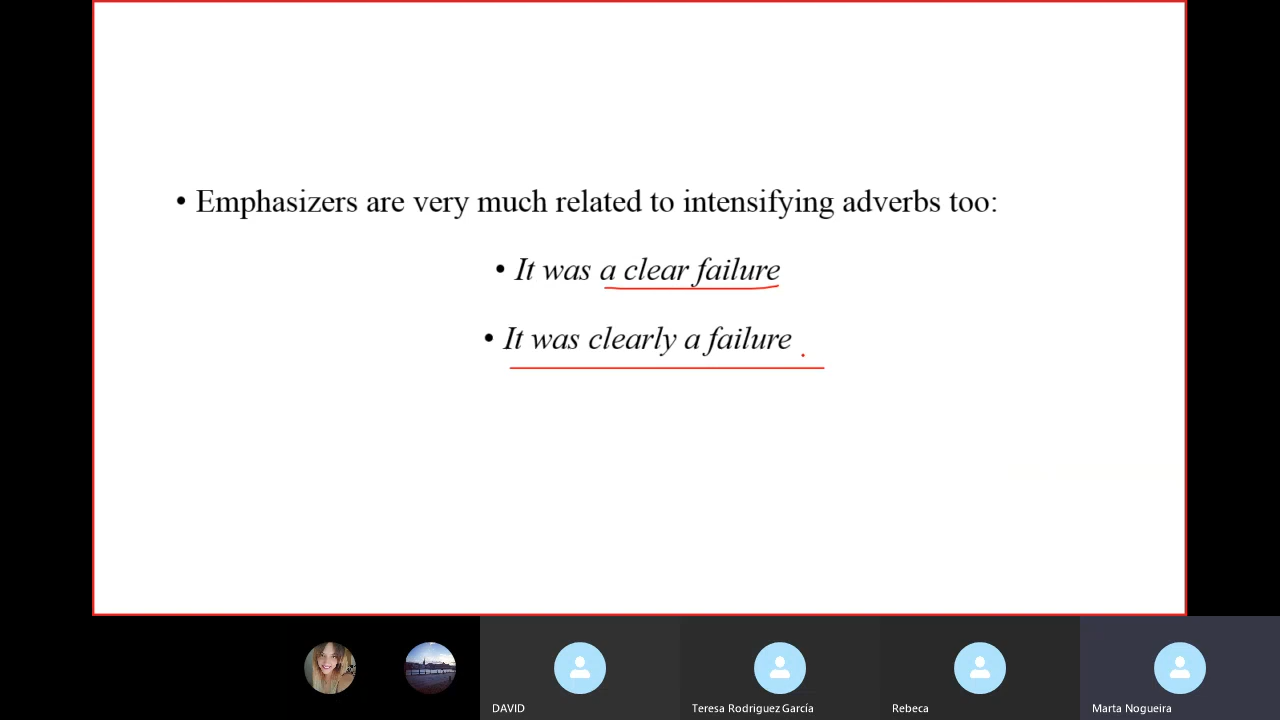 • Emphasizers are very much related to intensifying adverbs too:
• It was a clear failure
• It was clearly a failure
DAVID
Teresa Rodriguez García
Rebeca
Marta Nogueira